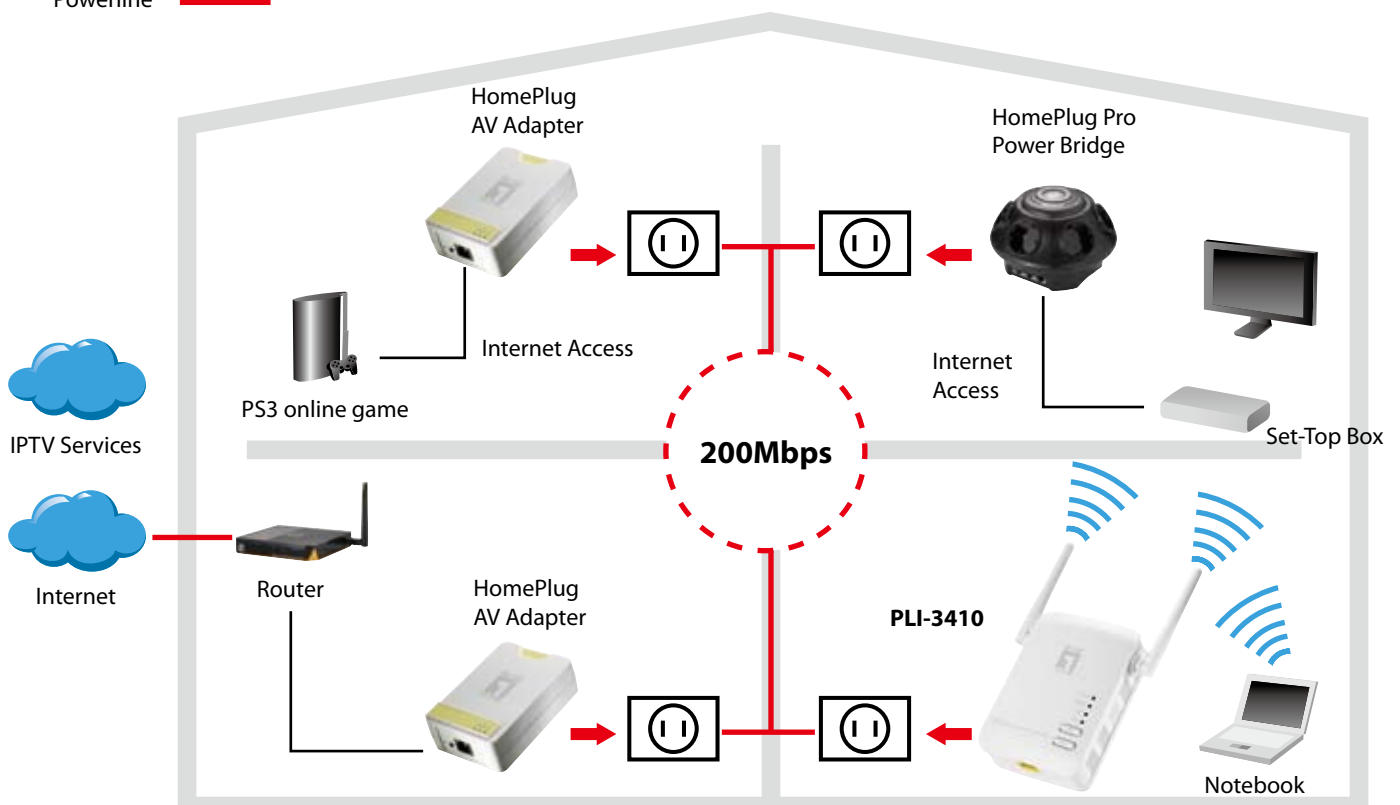 Powerline
HomePlug
AV Adapter
HomePlug Pro
Power Bridge
Internet Access
Internet
Access
PS3 online game
IPTV Services
Set-Top Box
200Mbps
Internet
Router
HomePlug
AV Adapter
PLI-3410
Notebook